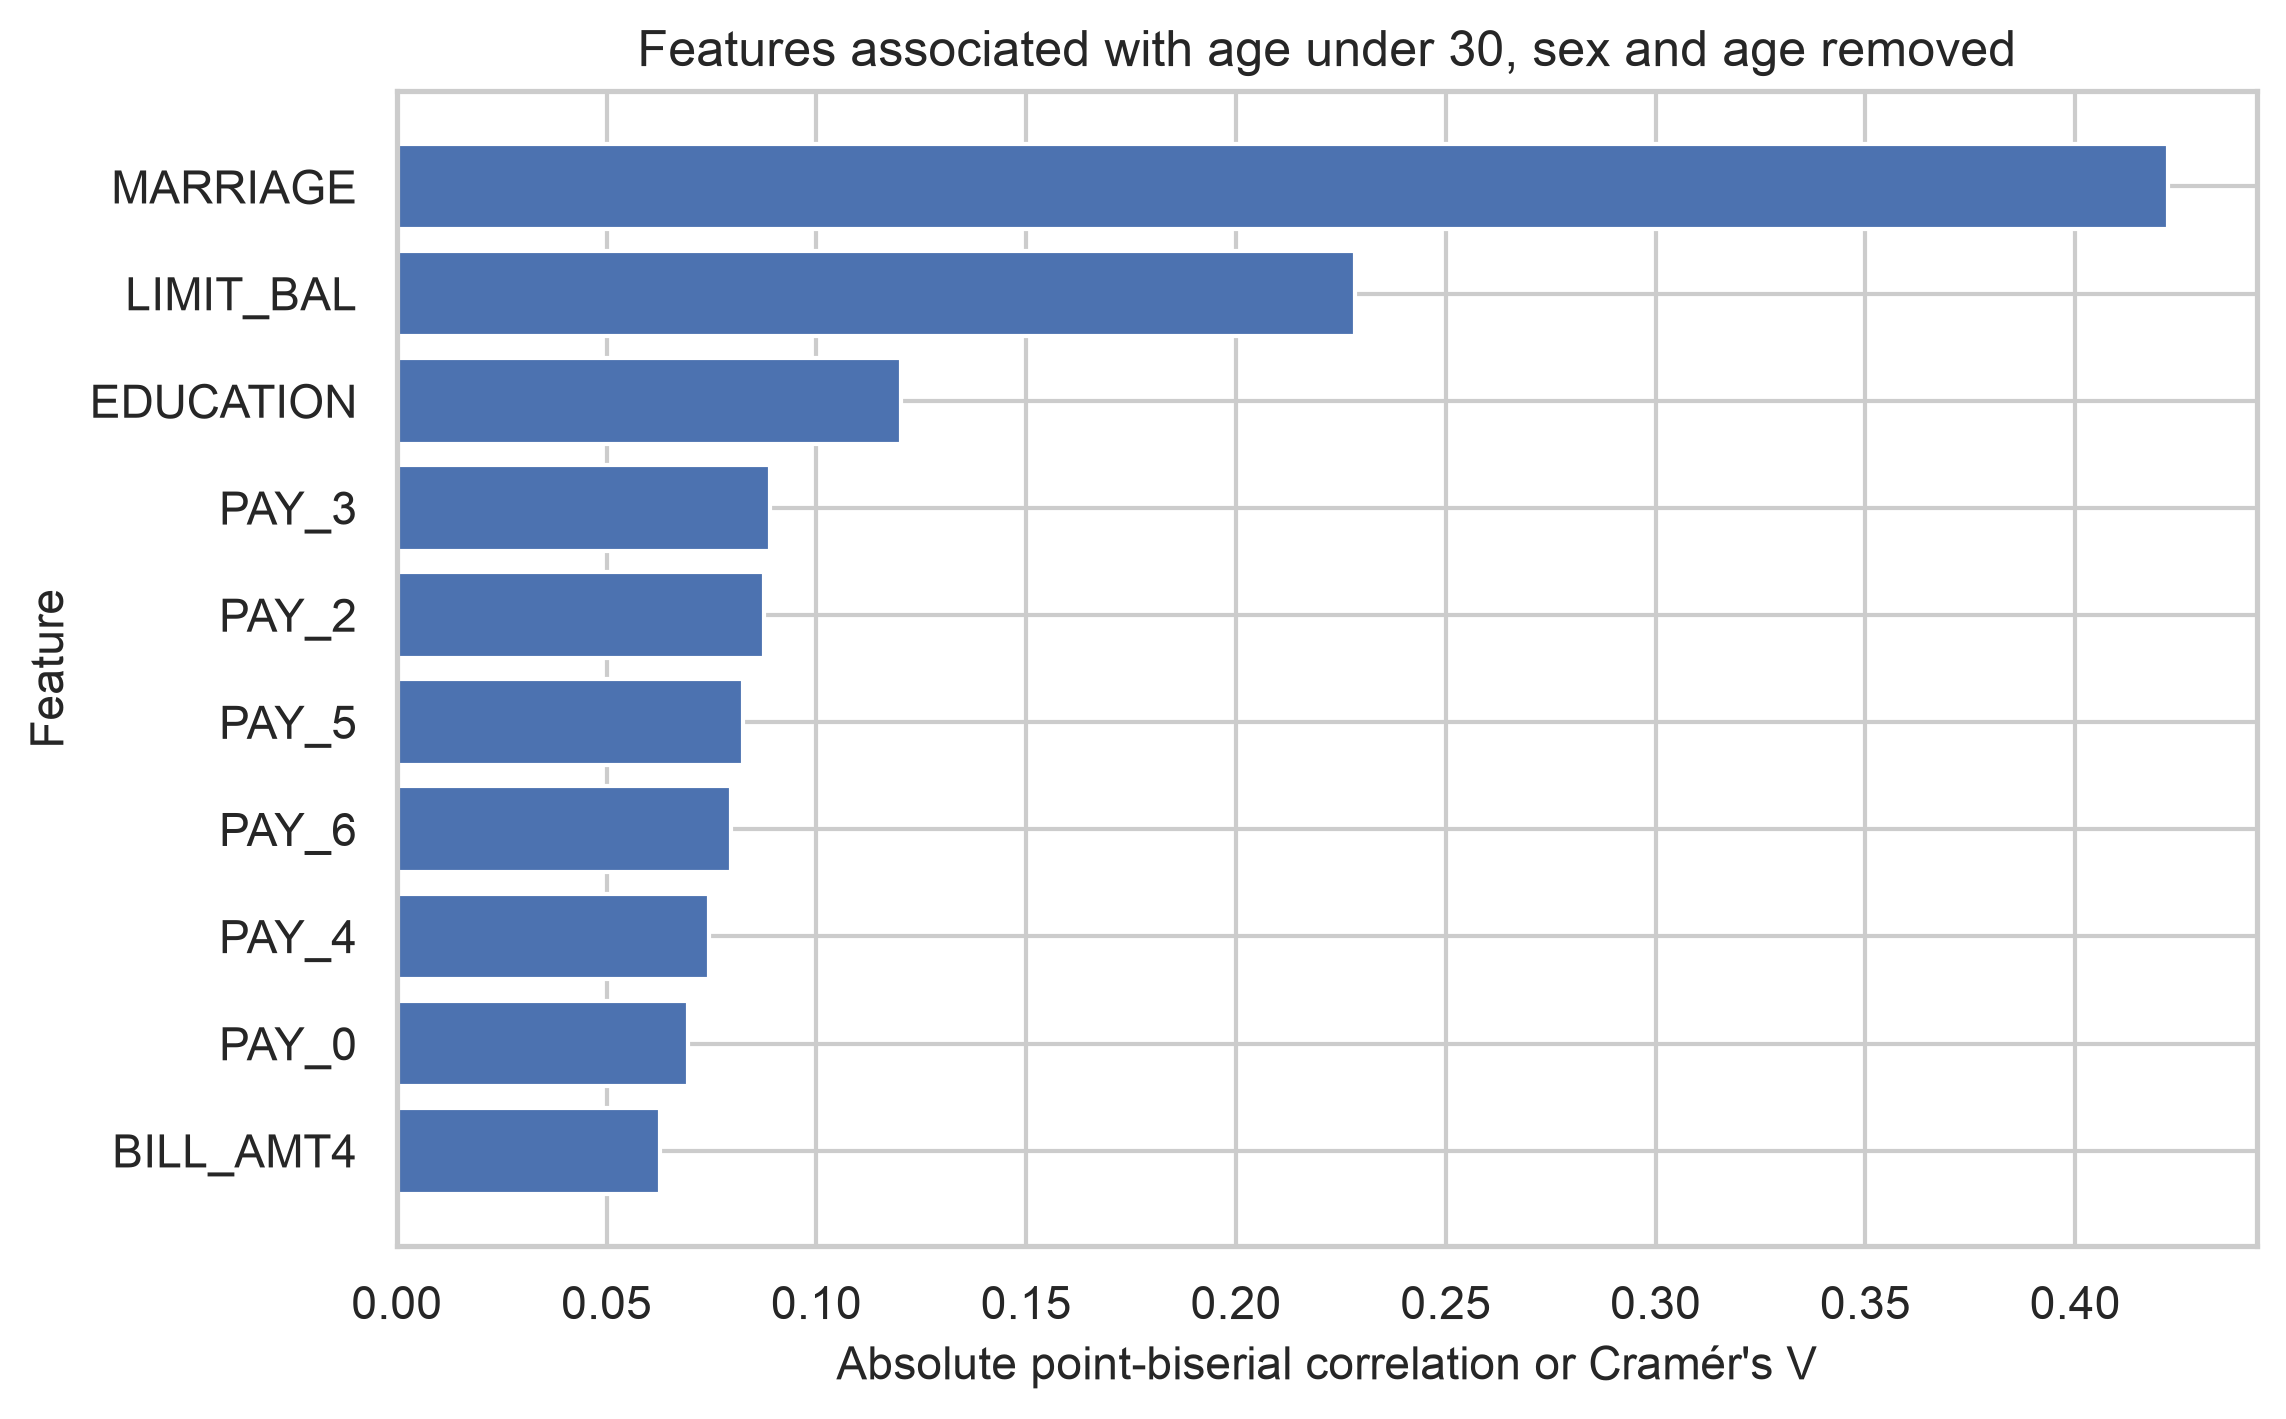 Features associated with age under 30, sex and age removed
MARRIAGE
LIMIT_BAL
EDUCATION
PAY_3
PAY_2
PAY_5
PAY_6
PAY_4
PAY_0
BILL_AMT4
Feature
0.00 0.05 0.10 0.15 0.20 0.25 0.30 0.35 0.40
Absolute point-biserial correlation or Cramér's V